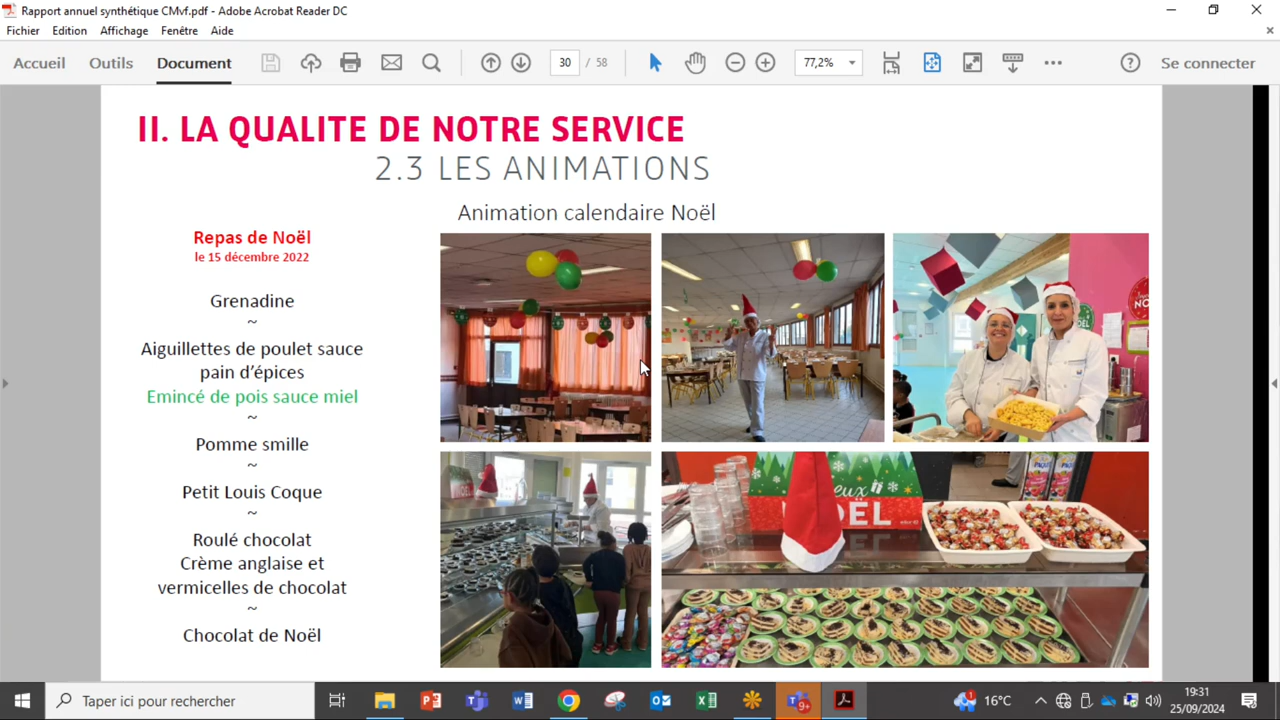 Rapport annuel synthétique CMvf.pdf - Adobe Acrobat Reader DC
Fichier Edition Affichage Fenêtre Aide
Accueil Outils Document 30 / 58 77,2% Se connecter
II. LA QUALITE DE NOTRE SERVICE
2.3 LES ANIMATIONS
Animation calendaire Noël
Repas de Noël
le 15 décembre 2022
Grenadine
~
Aiguillettes de poulet sauce
pain d'épices
Emincé de pois sauce miel
~
Pomme smille
~
Petit Louis Coque
~
Roulé chocolat
Crème anglaise et
vermicelles de chocolat
~
Chocolat de Noël
eux
NOËL
Taper ici pour rechercher
9+
1
16°C
19:31
25/09/2024